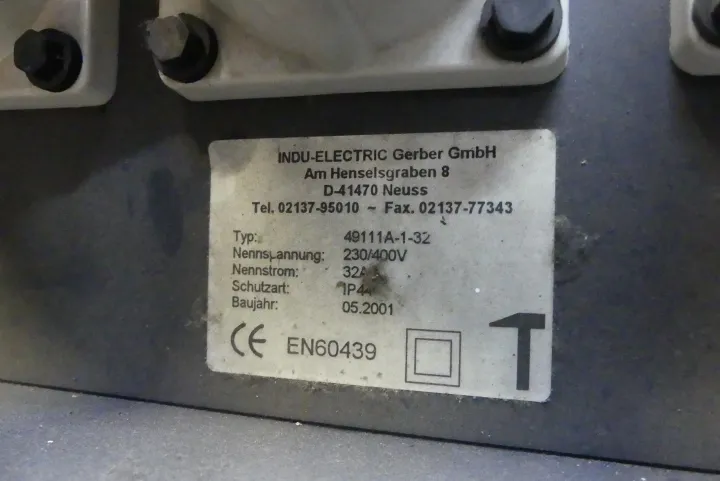 INDU-ELECTRIC Gerber GmbH
Am Henselsgraben 8
D-41470 Neuss
Tel. 02137-95010 ~ Fax. 02137-77343
Typ: 49111A-1-32
Nennspannung: 230/400V
Nennstrom: 32A
Schutzart: IP44
Baujahr: 05.2001
CE EN60439